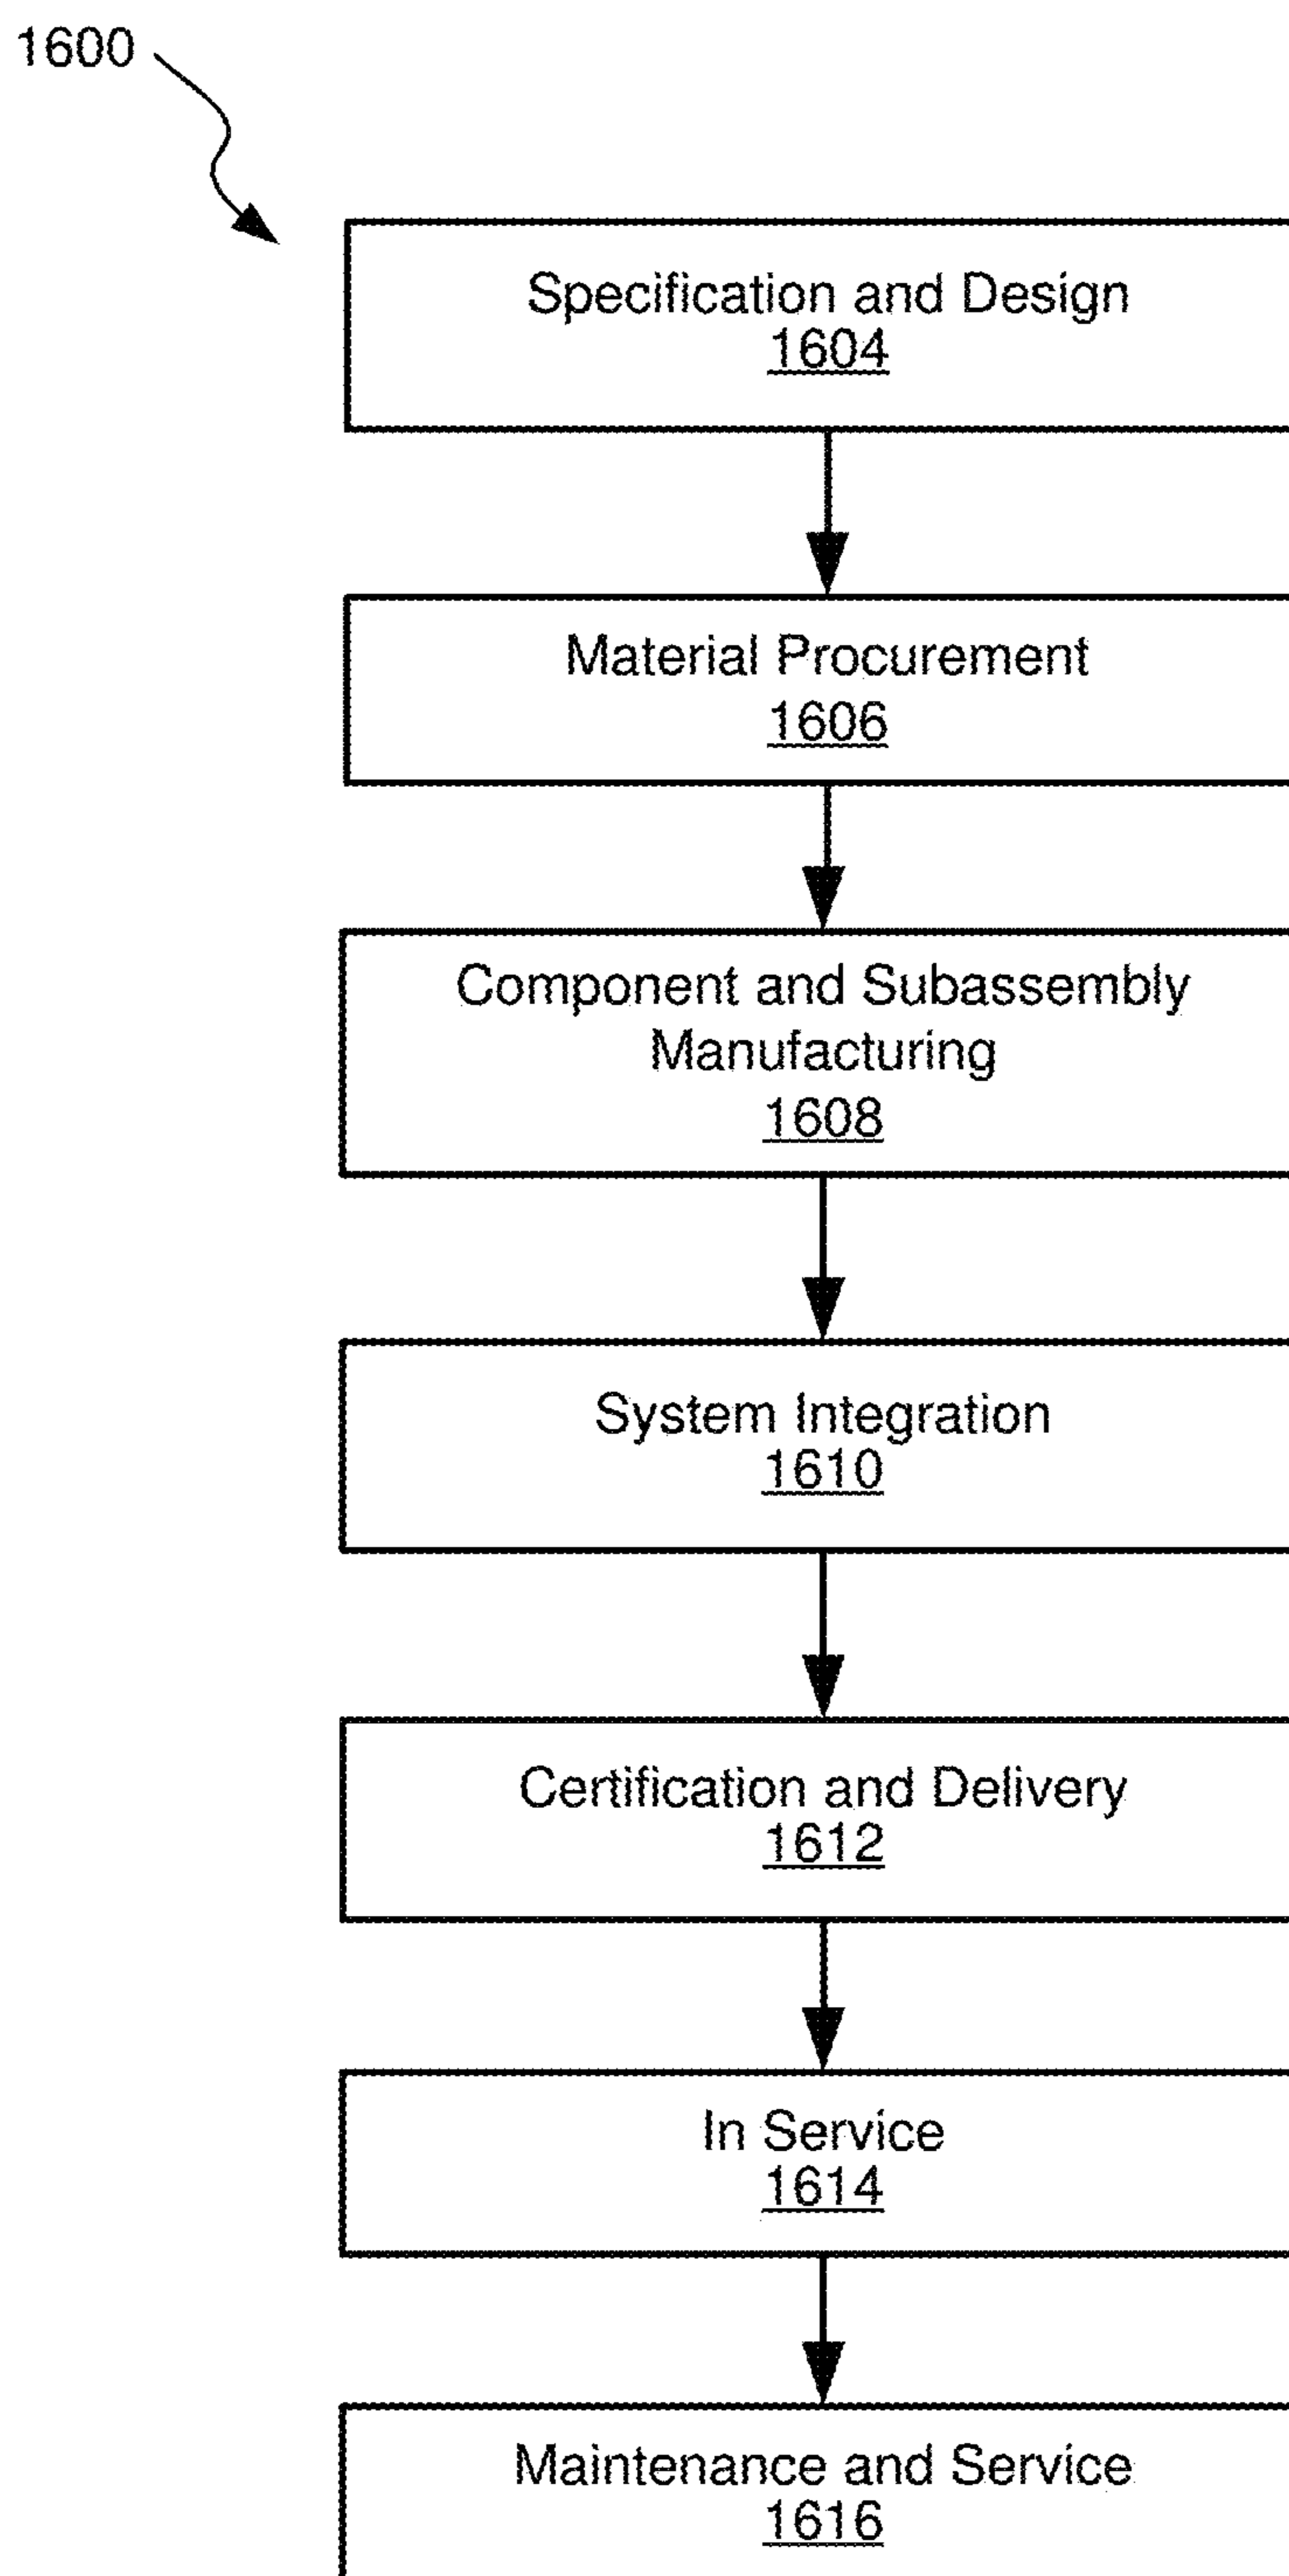 1600
Specification and Design
1604
Material Procurement
1606
Component and Subassembly
Manufacturing
1608
System Integration
1610
Certification and Delivery
1612
In Service
1614
Maintenance and Service
1616